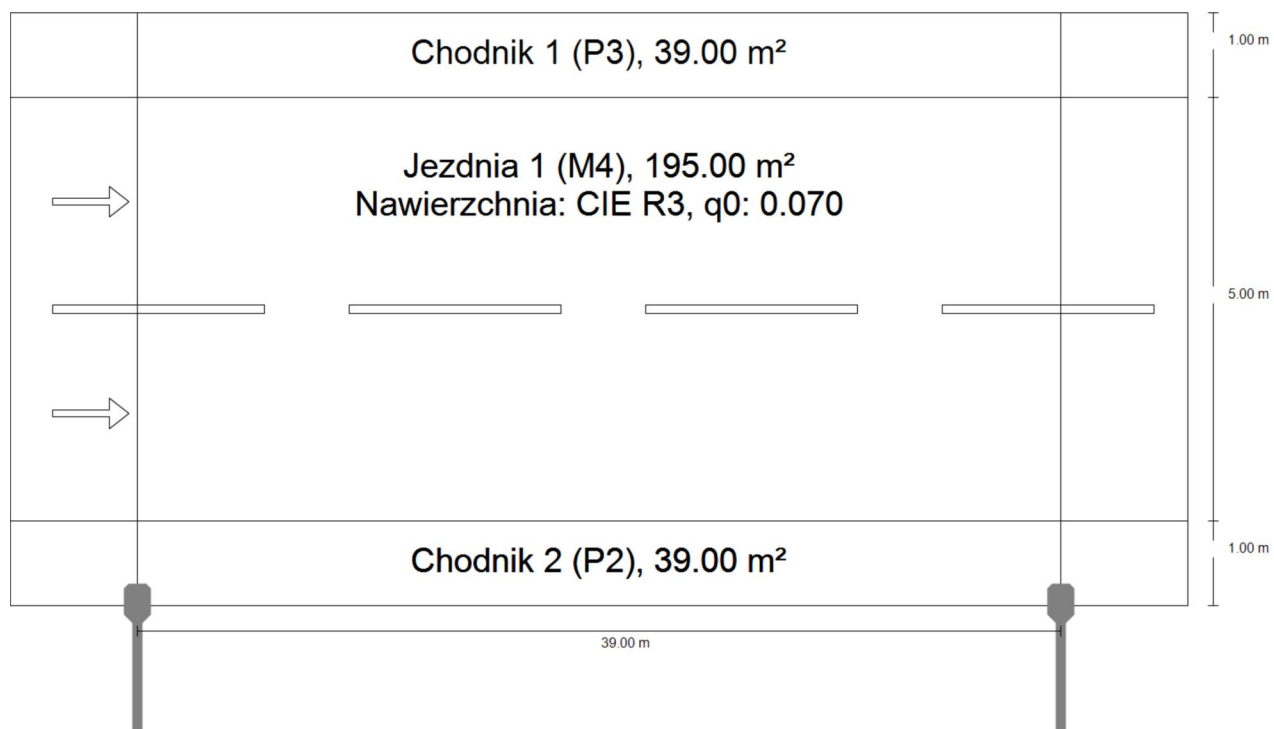 Chodnik 1 (P3), 39.00 m²
1.00 m
Jezdnia 1 (M4), 195.00 m²
Nawierzchnia: CIE R3, q0: 0.070
5.00 m
Chodnik 2 (P2), 39.00 m²
1.00 m
39.00 m